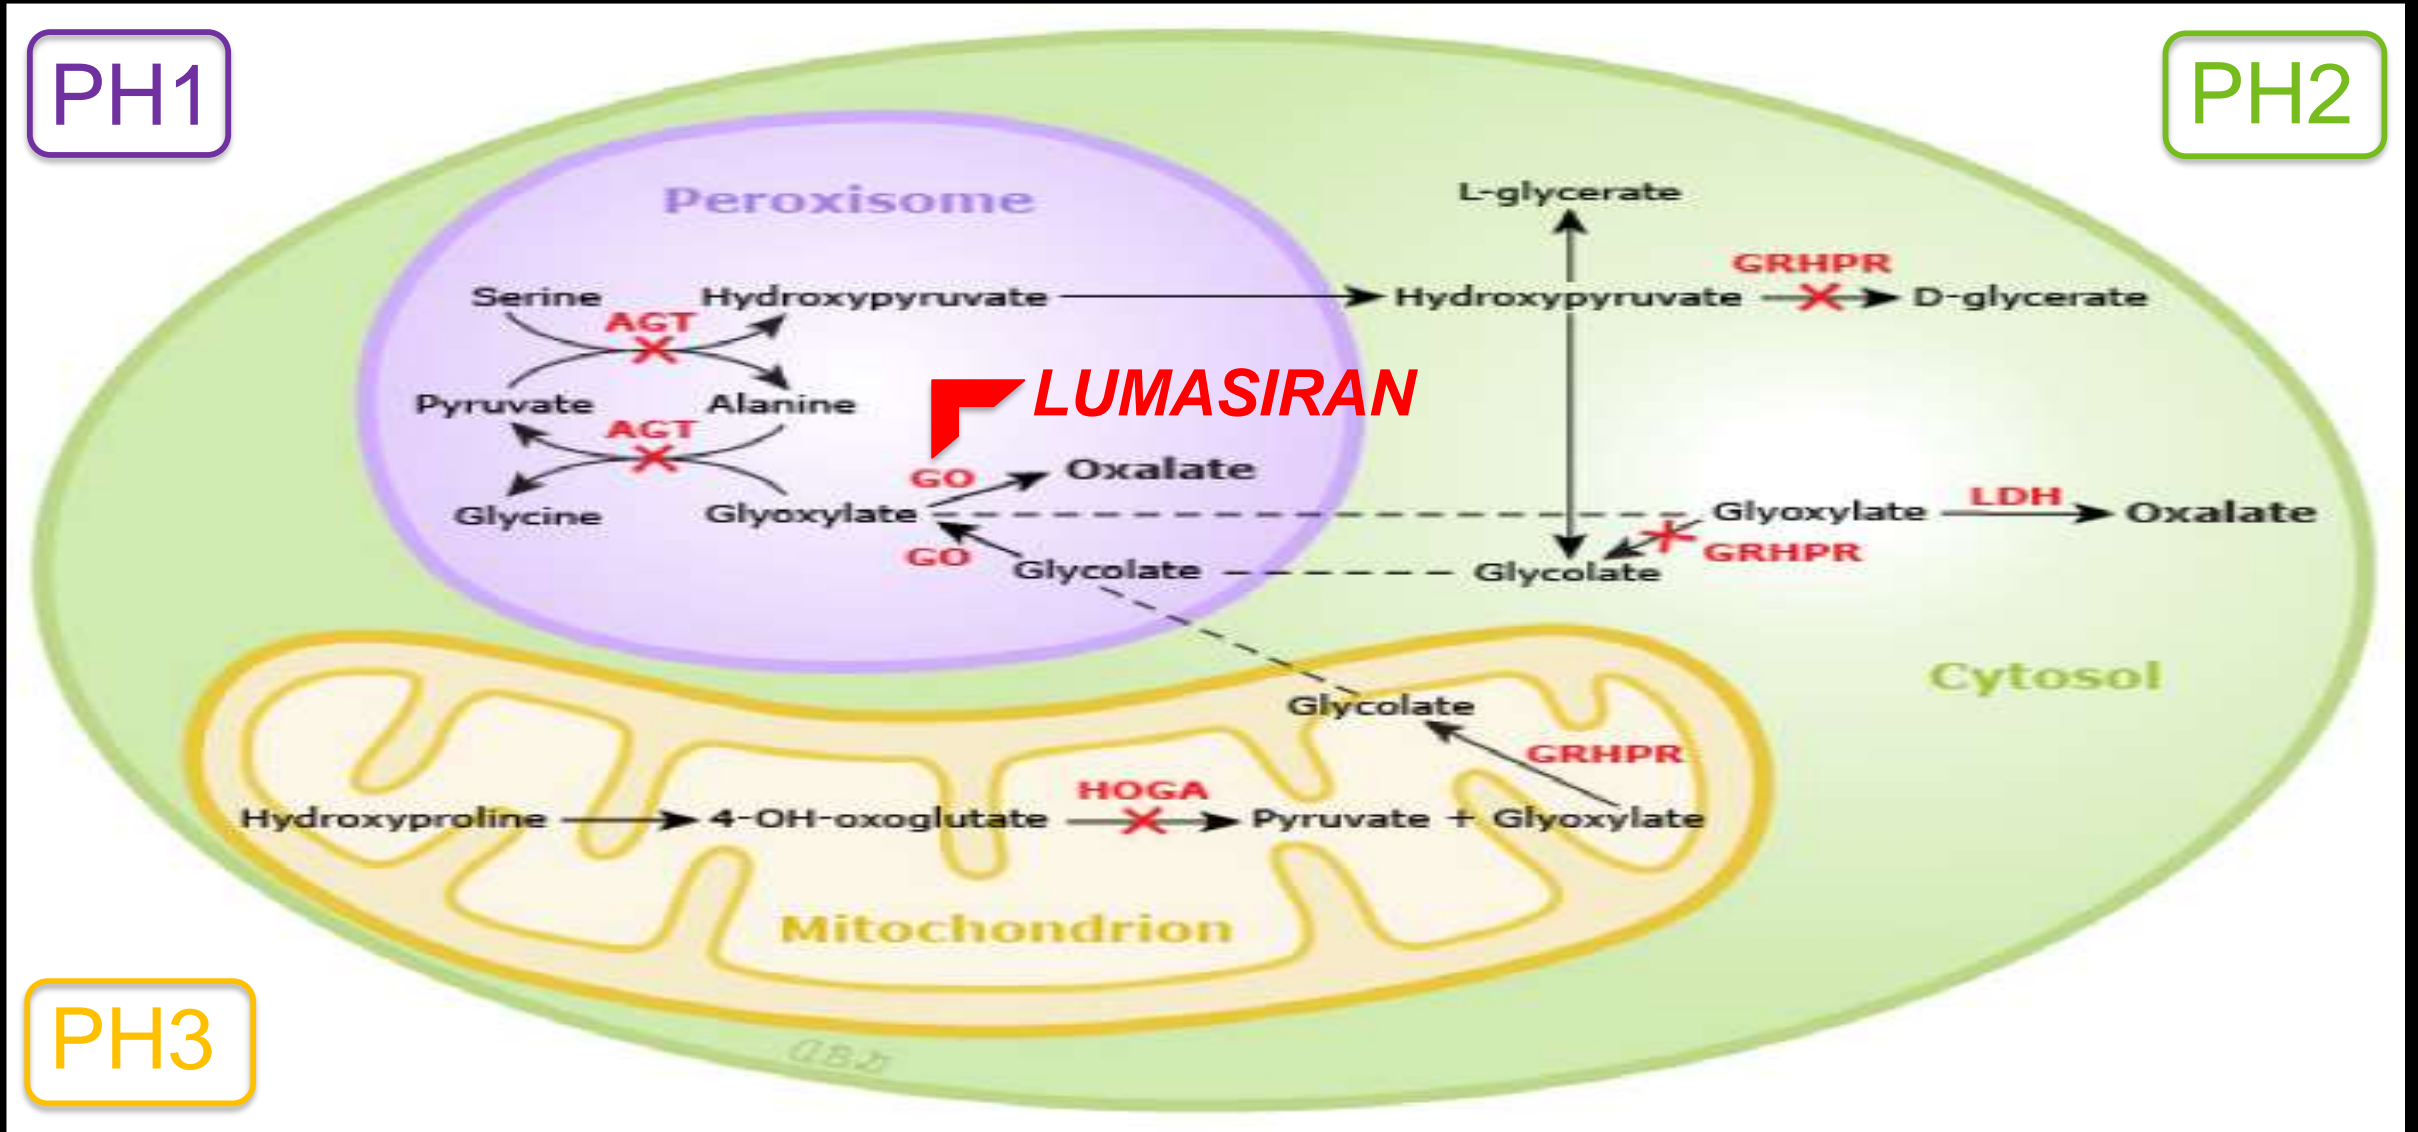 PH1
PH2
Peroxisome
L-glycerate
GRHPR
Serine
Hydroxypyruvate
Hydroxypyruvate
D-glycerate
AGT
LUMASIRAN
Pyruvate
Alanine
AGT
GO
Oxalate
Glycine
Glyoxylate
Glyoxylate
LDH
Oxalate
GO
Glycolate
Glycolate
GRHPR
Cytosol
Glycolate
GRHPR
HOGA
Hydroxyproline
4-OH-oxoglutate
Pyruvate + Glyoxylate
Mitochondrion
PH3